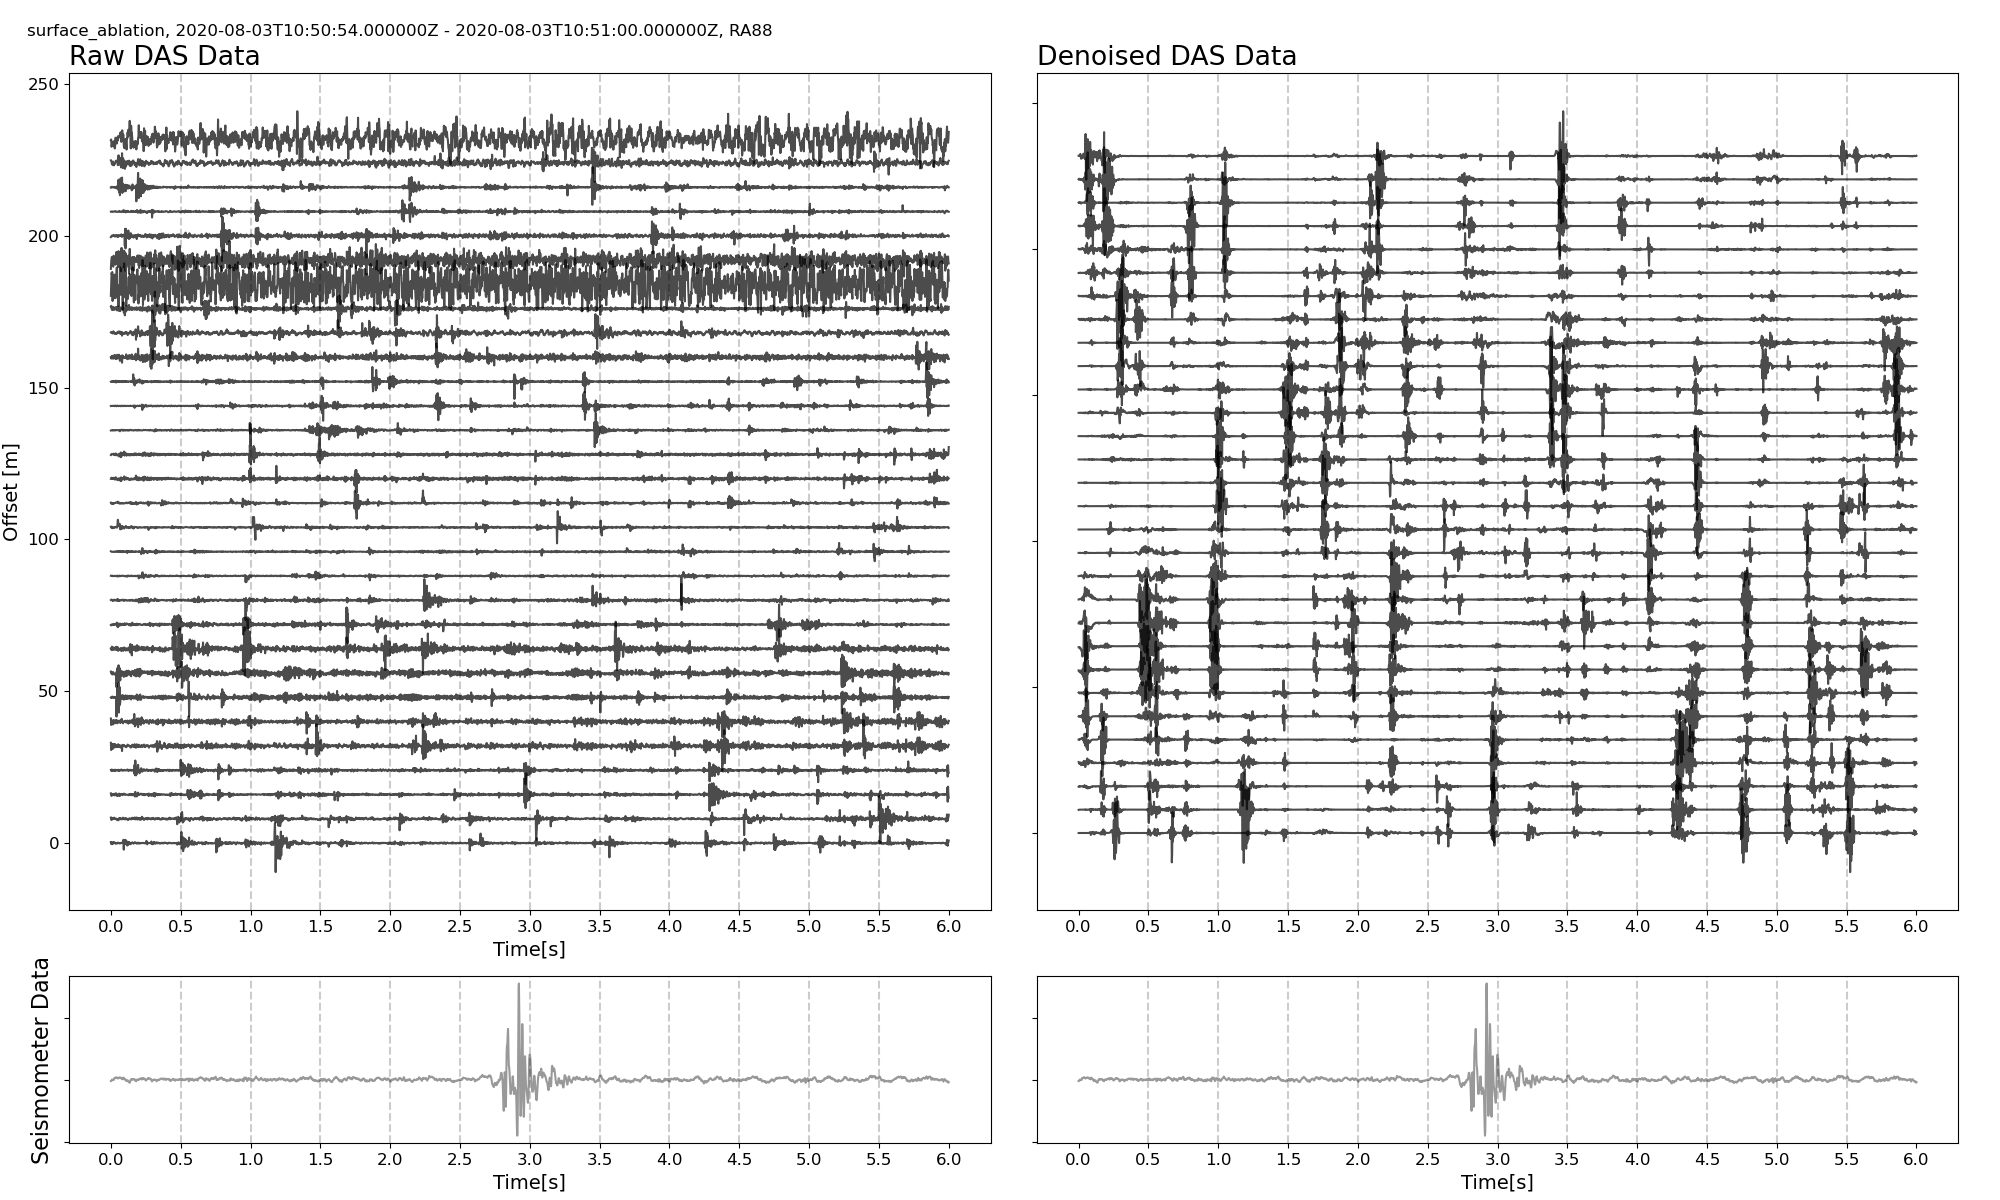 surface_ablation, 2020-08-03T10:50:54.000000Z - 2020-08-03T10:51:00.000000Z, RA88
Raw DAS Data
Denoised DAS Data
250
200
150
100
50
0
Offset [m]
0.0 0.5 1.0 1.5 2.0 2.5 3.0 3.5 4.0 4.5 5.0 5.5 6.0
Time[s]
0.0 0.5 1.0 1.5 2.0 2.5 3.0 3.5 4.0 4.5 5.0 5.5 6.0
Seismometer Data
0.0 0.5 1.0 1.5 2.0 2.5 3.0 3.5 4.0 4.5 5.0 5.5 6.0
Time[s]
0.0 0.5 1.0 1.5 2.0 2.5 3.0 3.5 4.0 4.5 5.0 5.5 6.0
Time[s]